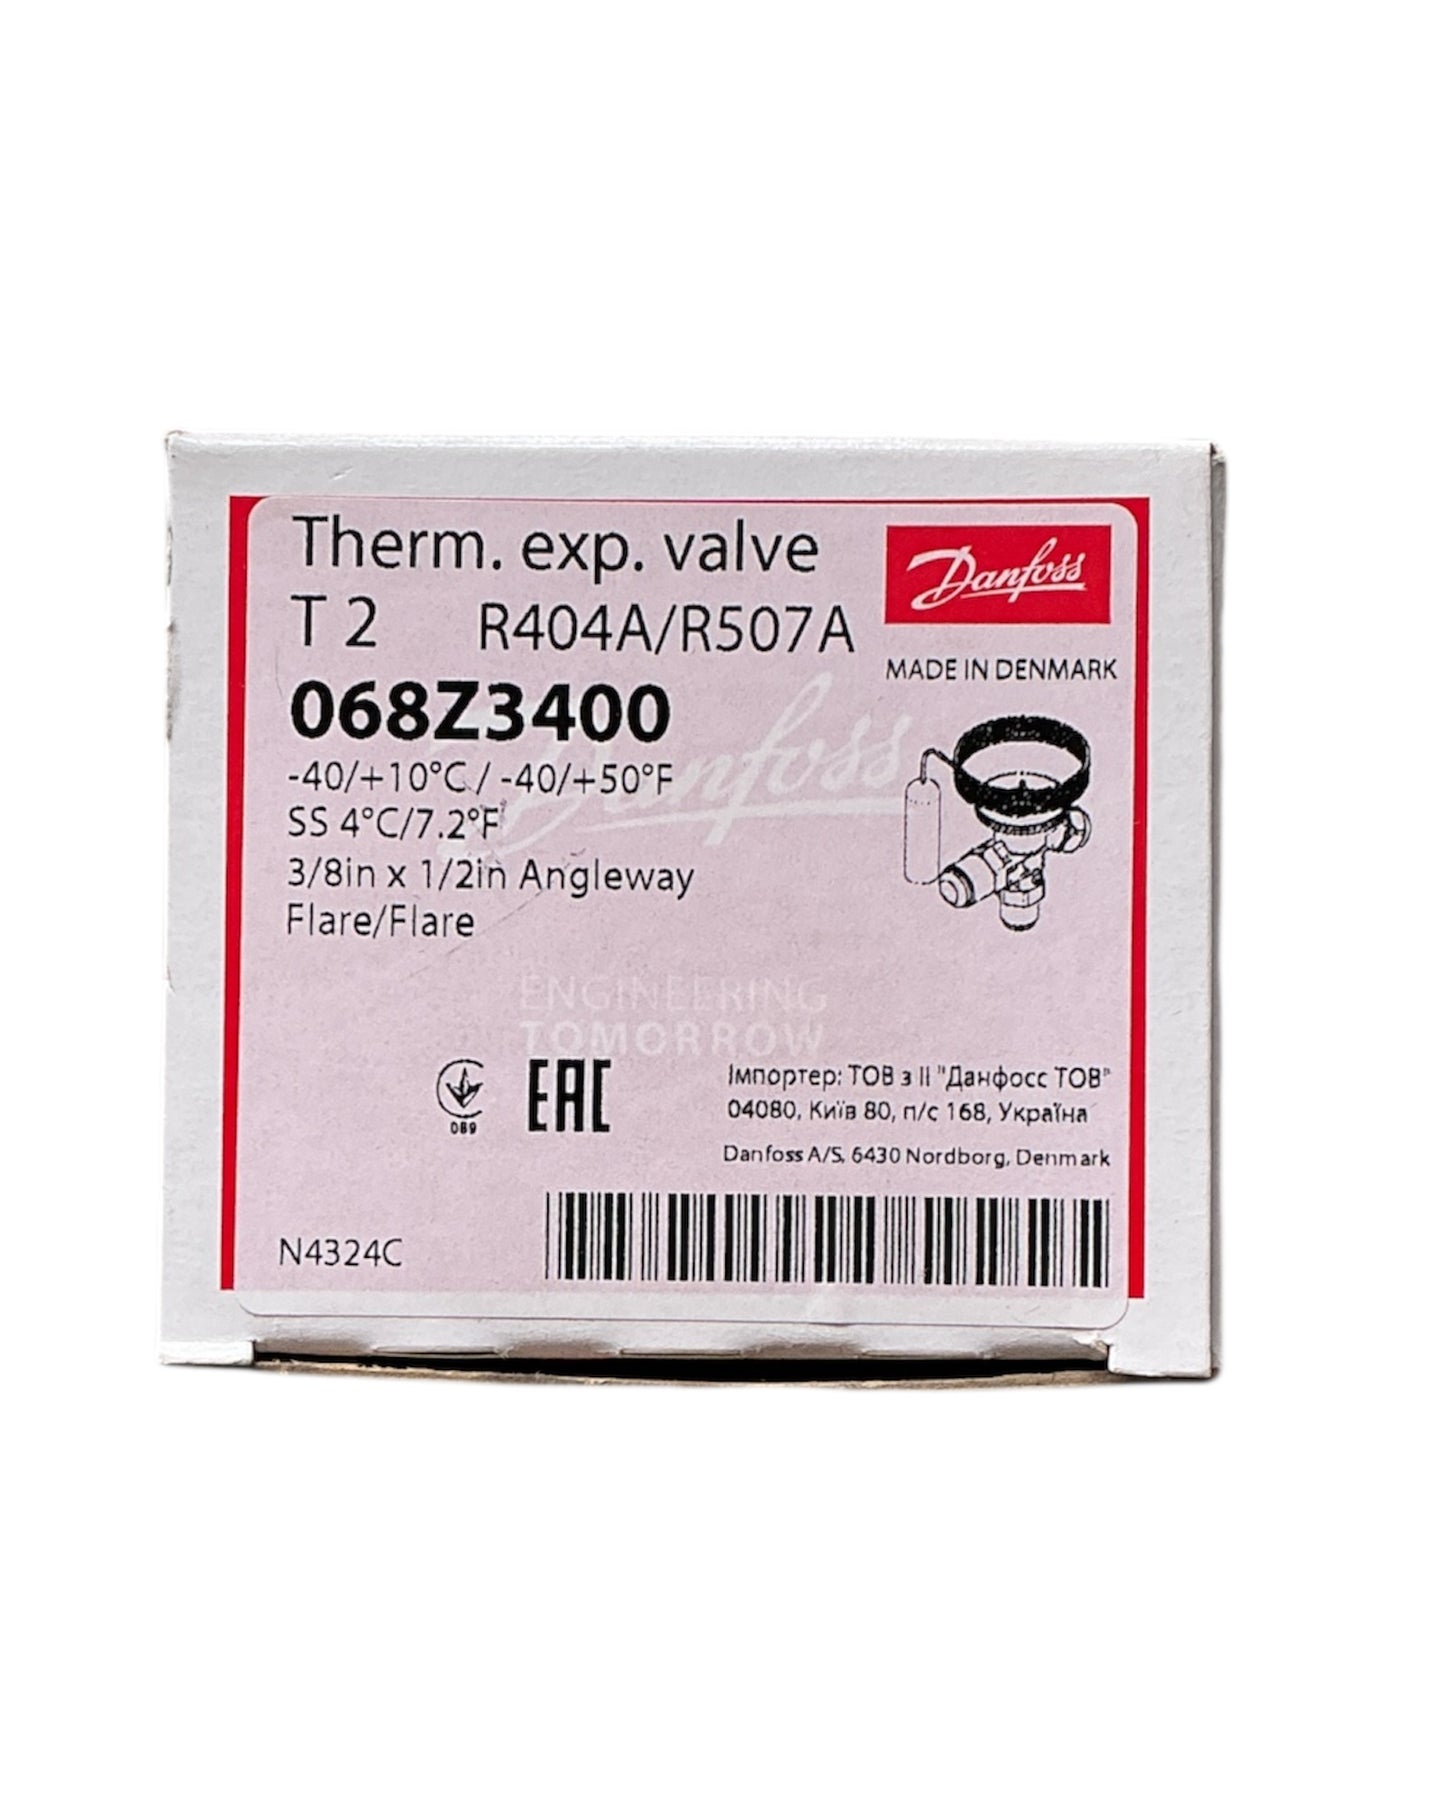 Therm. exp. valve
Danfoss
T 2 R404A/R507A
MADE IN DENMARK
068Z3400
Danfoss
-40/+10°C / -40/+50°F
SS 4°C/7.2°F
3/8in x 1/2in Angleway
Flare/Flare
ENGINEERING
TOMORROW
089
EAC
Імпортер: ТОВ з ІІ "Данфосс ТОВ"
04080, Київ 80, п/с 168, Україна
Danfoss A/S, 6430 Nordborg, Denmark
N4324C